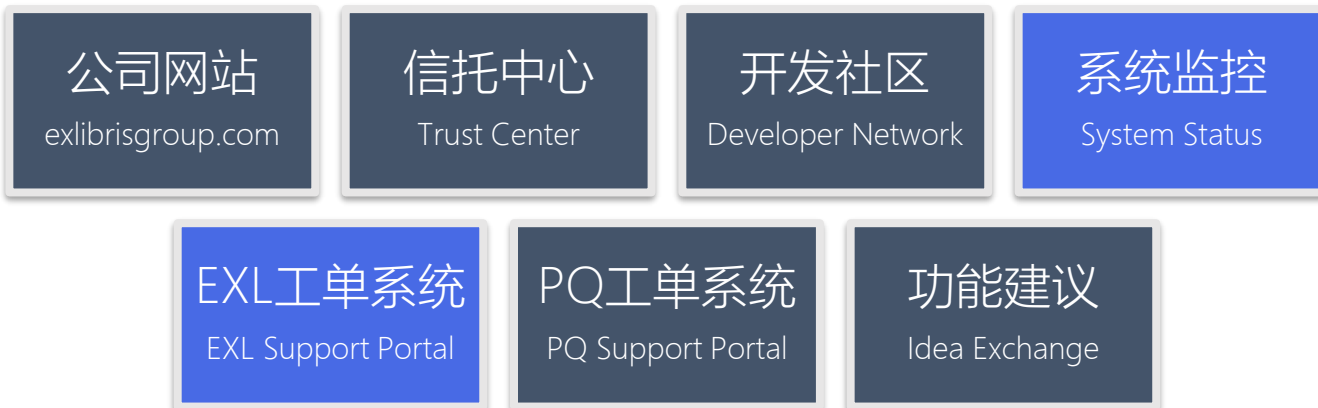 公司网站
exlibrisgroup.com
信托中心
Trust Center
开发社区
Developer Network
系统监控
System Status
EXL工单系统
EXL Support Portal
PQ工单系统
PQ Support Portal
功能建议
Idea Exchange